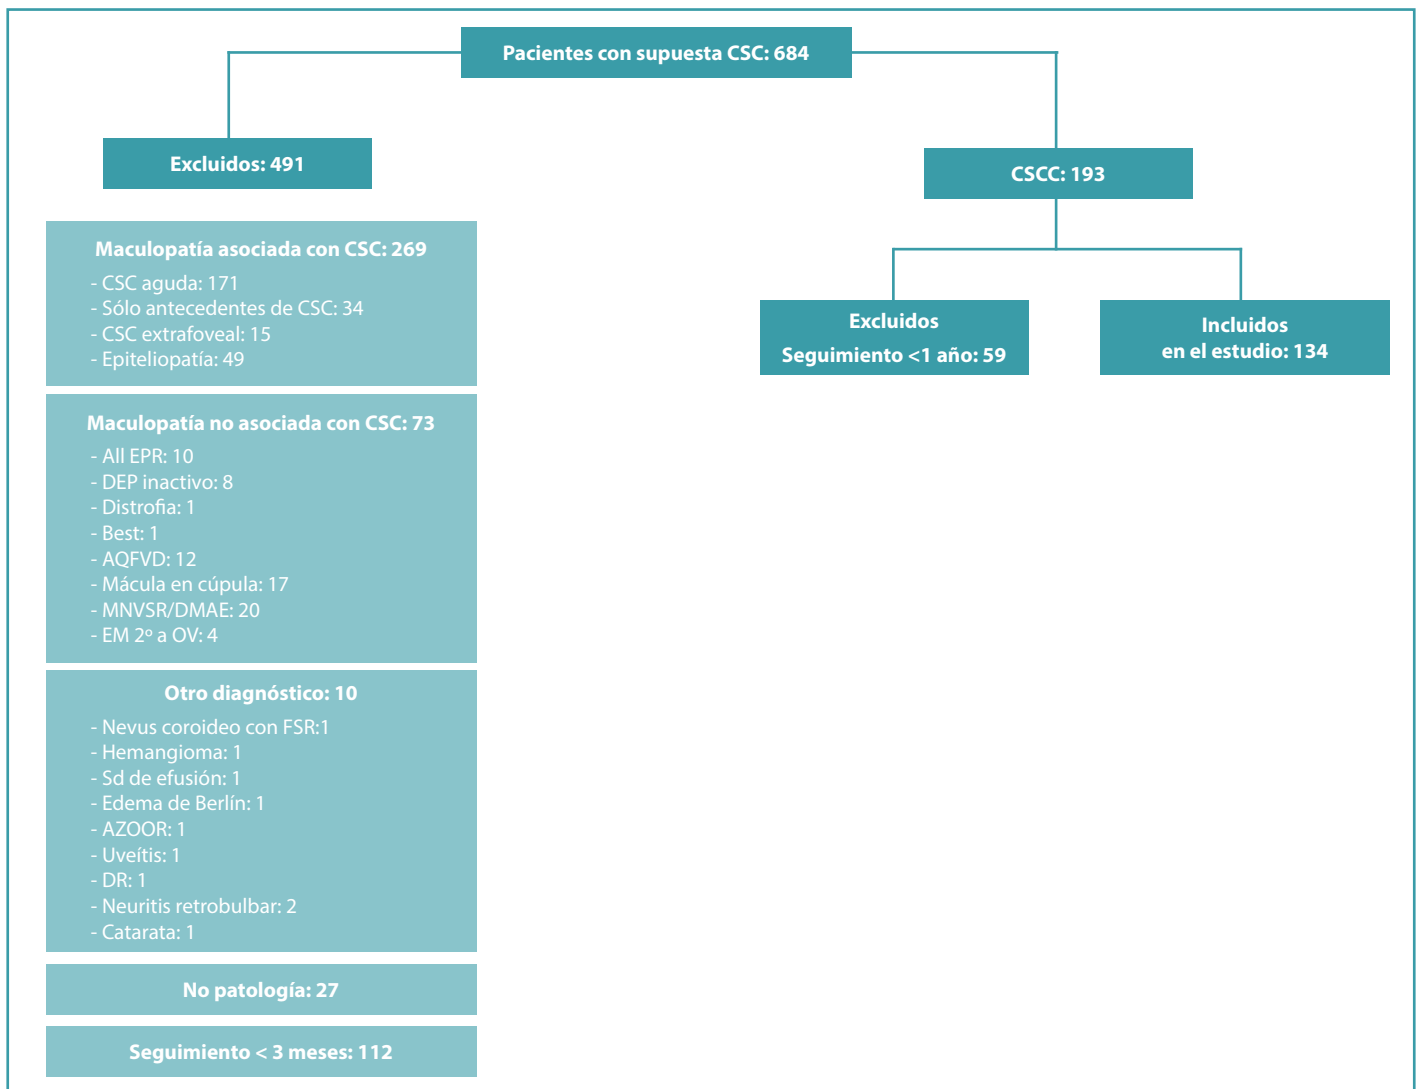 Pacientes con supuesta CSC: 684
Excluidos: 491
Maculopatía asociada con CSC: 269
- CSC aguda: 171
- Sólo antecedentes de CSC: 34
- CSC extrafoveal: 15
- Epiteliopatía: 49
Maculopatía no asociada con CSC: 73
- All EPR: 10
- DEP inactivo: 8
- Distrofia: 1
- Best: 1
- AQFVD: 12
- Mácula en cúpula: 17
- MNVSR/DMAE: 20
- EM 2º a OV: 4
Otro diagnóstico: 10
- Nevus coroideo con FSR:1
- Hemangioma: 1
- Sd de efusión: 1
- Edema de Berlín: 1
- AZOOR: 1
- Uveítis: 1
- DR: 1
- Neuritis retrobulbar: 2
- Catarata: 1
No patología: 27
Seguimiento < 3 meses: 112
CSCC: 193
Excluidos
Seguimiento <1 año: 59
Incluidos
en el estudio: 134